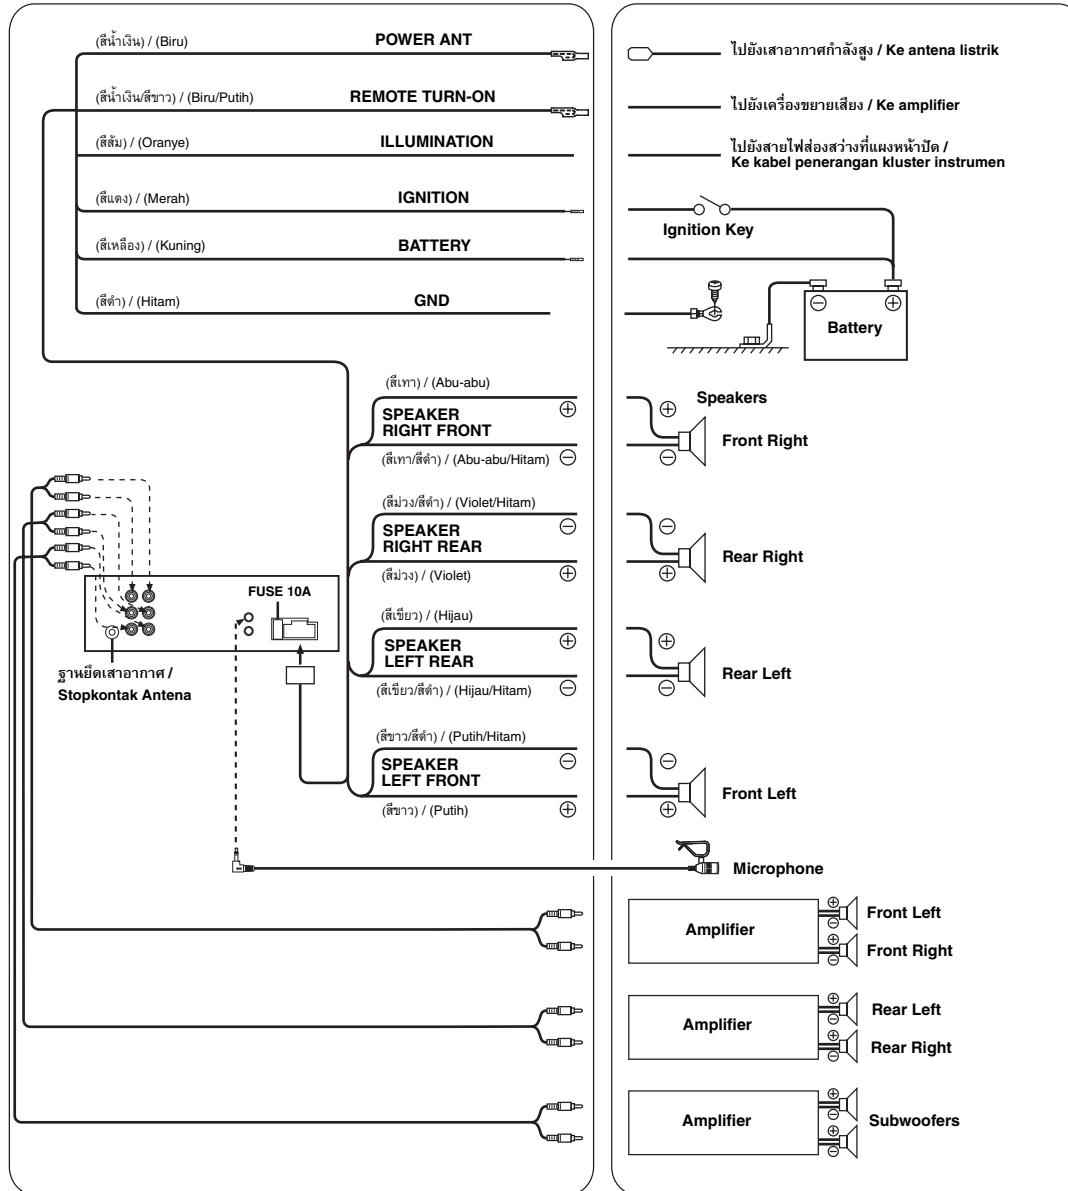 (สีน้ำเงิน) / (Biru) POWER ANT
(สีน้ำเงิน/สีขาว) / (Biru/Putih) REMOTE TURN-ON
(สีส้ม) / (Oranye) ILLUMINATION
(สีแดง) / (Merah) IGNITION
(สีเหลือง) / (Kuning) BATTERY
(สีดำ) / (Hitam) GND
(สีเทา) / (Abu-abu)
SPEAKER
RIGHT FRONT
(สีเทา/สีดำ) / (Abu-abu/Hitam)
(สีม่วง/สีดำ) / (Violet/Hitam)
SPEAKER
RIGHT REAR
(สีม่วง) / (Violet)
(สีเขียว) / (Hijau)
SPEAKER
LEFT REAR
(สีเขียว/สีดำ) / (Hijau/Hitam)
(สีขาว/สีดำ) / (Putih/Hitam)
SPEAKER
LEFT FRONT
(สีขาว) / (Putih)
FUSE 10A
ฐานยึดเสาอากาศ /
Stopkontak Antena
ไปยังเสาอากาศกำลังสูง / Ke antena listrik
ไปยังเครื่องขยายเสียง / Ke amplifier
ไปยังสายไฟส่องสว่างที่แผงหน้าปัด /
Ke kabel penerangan kluster instrumen
Ignition Key
Battery
Speakers
Front Right
Rear Right
Rear Left
Front Left
Microphone
Amplifier
Front Left
Front Right
Amplifier
Rear Left
Rear Right
Amplifier
Subwoofers